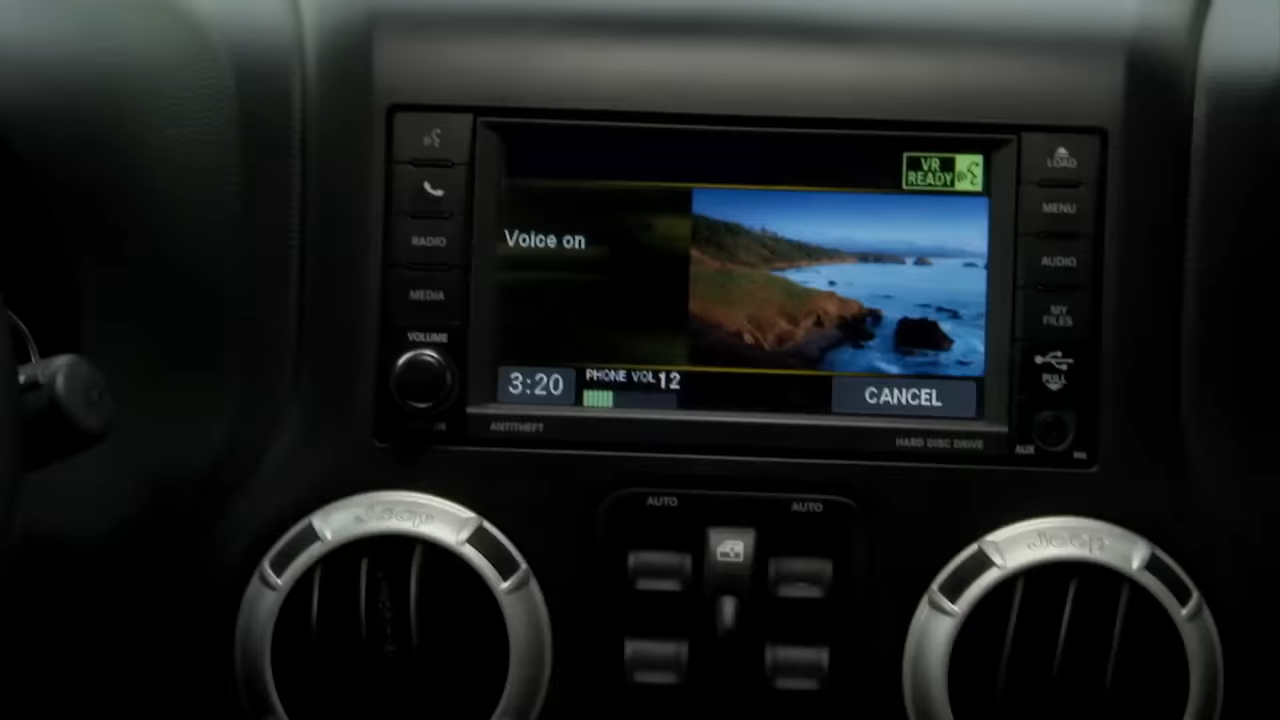 VR
READY
LOAD
MENU
RADIO
Voice on
AUDIO
MEDIA
MY
FILES
VOLUME
PULL
3:20
PHONE VOL 12
CANCEL
ANTITHEFT
HARD DISC DRIVE
AUX
AUTO
AUTO
Jeep
Jeep